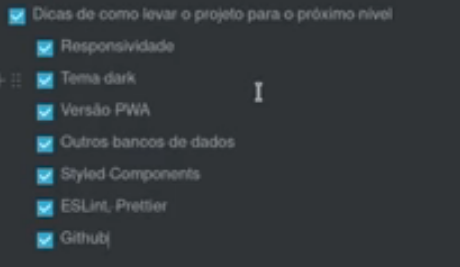 Dicas de como levar o projeto para o próximo nível
Responsividade
Tema dark
Versão PWA
Outros bancos de dados
Styled Components
ESLint, Prettier
Github